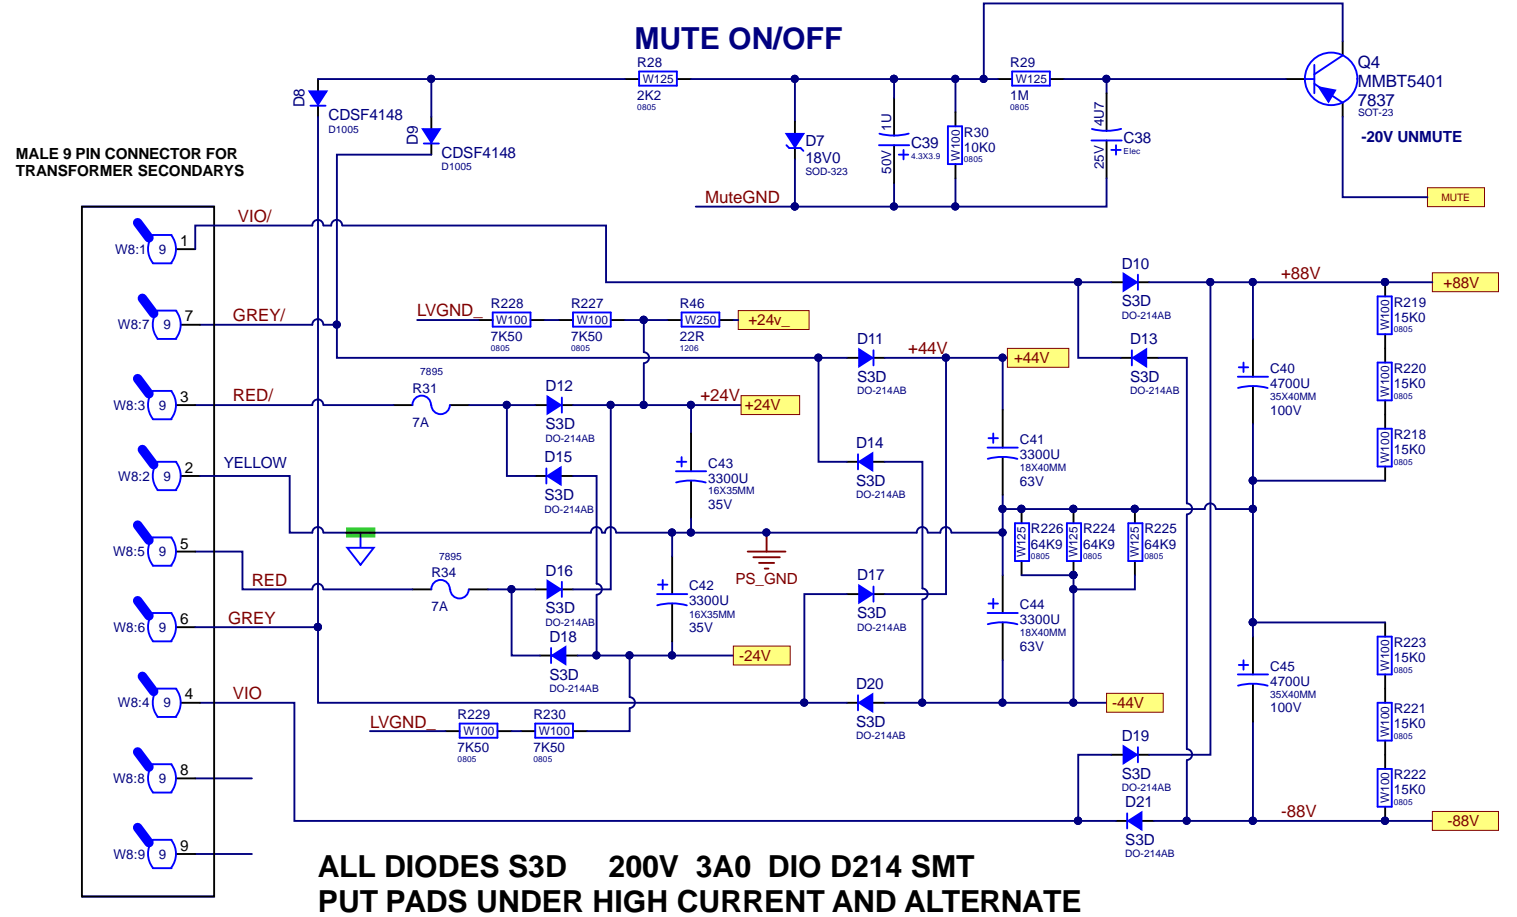 MUTE ON/OFF
R28
W125
2K2
0805
R29
W125
1M
0805
Q4
MMBT5401
7837
SOT-23
-20V UNMUTE
MUTE
D8
CDSF4148
D1005
D9
CDSF4148
D1005
D7
18V0
SOD-323
1U
C39
4.3X3.9
50V
W100
R30
10K0
0805
4U7
C38
Elec
25V
MuteGND
MALE 9 PIN CONNECTOR FOR
TRANSFORMER SECONDARYS
W8:1
9
1
VIO/
W8:7
9
7
GREY/
W8:3
9
3
RED/
W8:2
9
2
YELLOW
W8:5
9
5
RED
W8:6
9
6
GREY
W8:4
9
4
VIO
W8:8
9
8
W8:9
9
9
LVGND_
R228
W100
7K50
0805
R227
W100
7K50
0805
R46
W250
22R
1206
+24v_
7895
R31
7A
D12
S3D
DO-214AB
D15
S3D
DO-214AB
+24V
+24V
C43
3300U
16X35MM
35V
7895
R34
7A
D16
S3D
DO-214AB
D18
S3D
DO-214AB
C42
3300U
16X35MM
35V
-24V
PS_GND
LVGND_
R229
W100
7K50
0805
R230
W100
7K50
0805
D11
S3D
DO-214AB
+44V
+44V
D14
S3D
DO-214AB
C41
3300U
18X40MM
63V
W125
R226
64K9
0805
W125
R224
64K9
0805
W125
R225
64K9
0805
D17
S3D
DO-214AB
C44
3300U
18X40MM
63V
D20
S3D
DO-214AB
-44V
D10
S3D
DO-214AB
+88V
+88V
D13
S3D
DO-214AB
C40
4700U
35X40MM
100V
W100
R219
15K0
0805
W100
R220
15K0
0805
W100
R218
15K0
0805
C45
4700U
35X40MM
100V
W100
R223
15K0
0805
W100
R221
15K0
0805
W100
R222
15K0
0805
D19
S3D
DO-214AB
D21
S3D
DO-214AB
-88V
-88V
ALL DIODES S3D 200V 3A0 DIO D214 SMT
PUT PADS UNDER HIGH CURRENT AND ALTERNATE